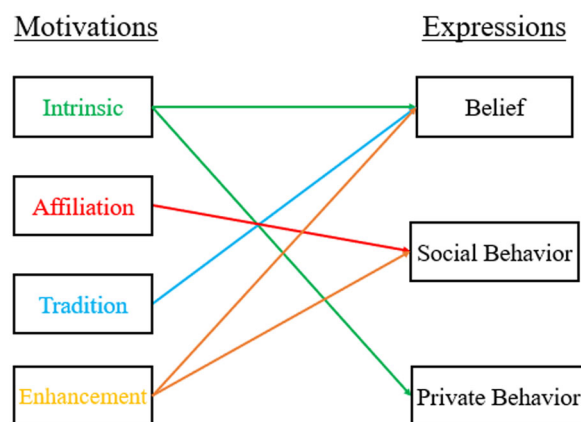 Motivations
Expressions
Intrinsic
Belief
Affiliation
Social Behavior
Tradition
Enhancement
Private Behavior